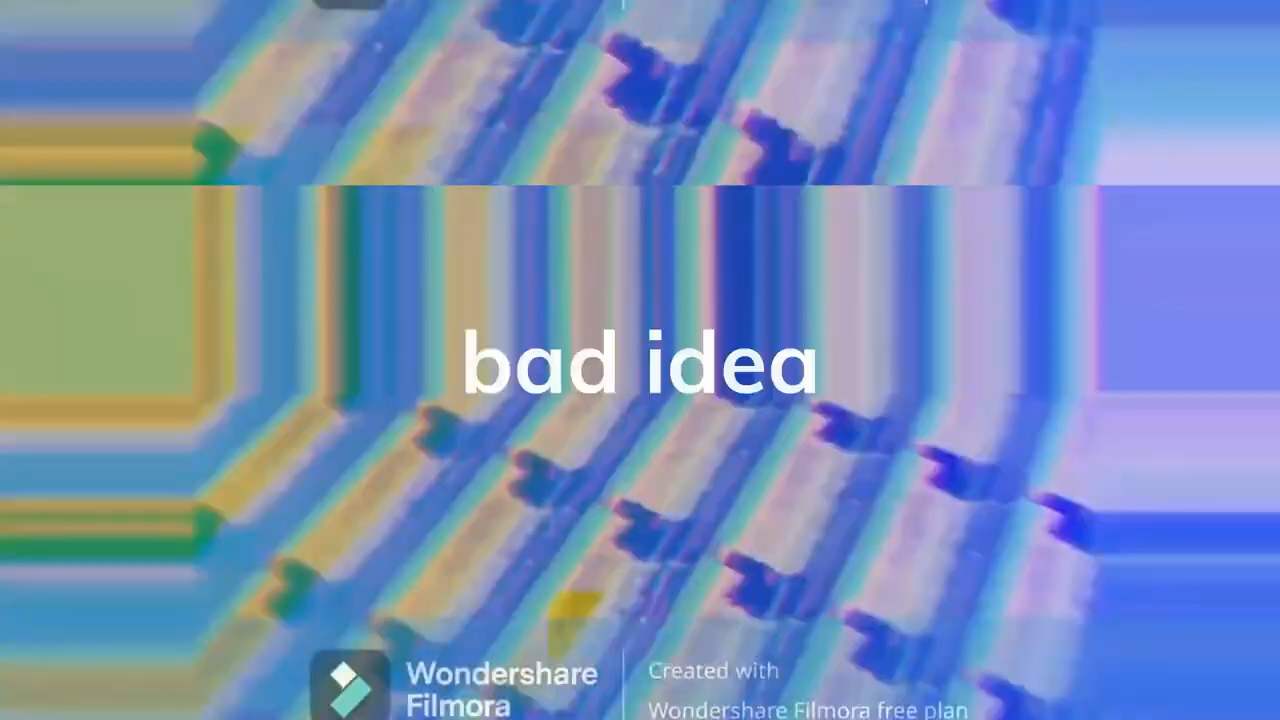 bad idea
Wondershare
Filmora
Created with
Wondershare Filmora free plan